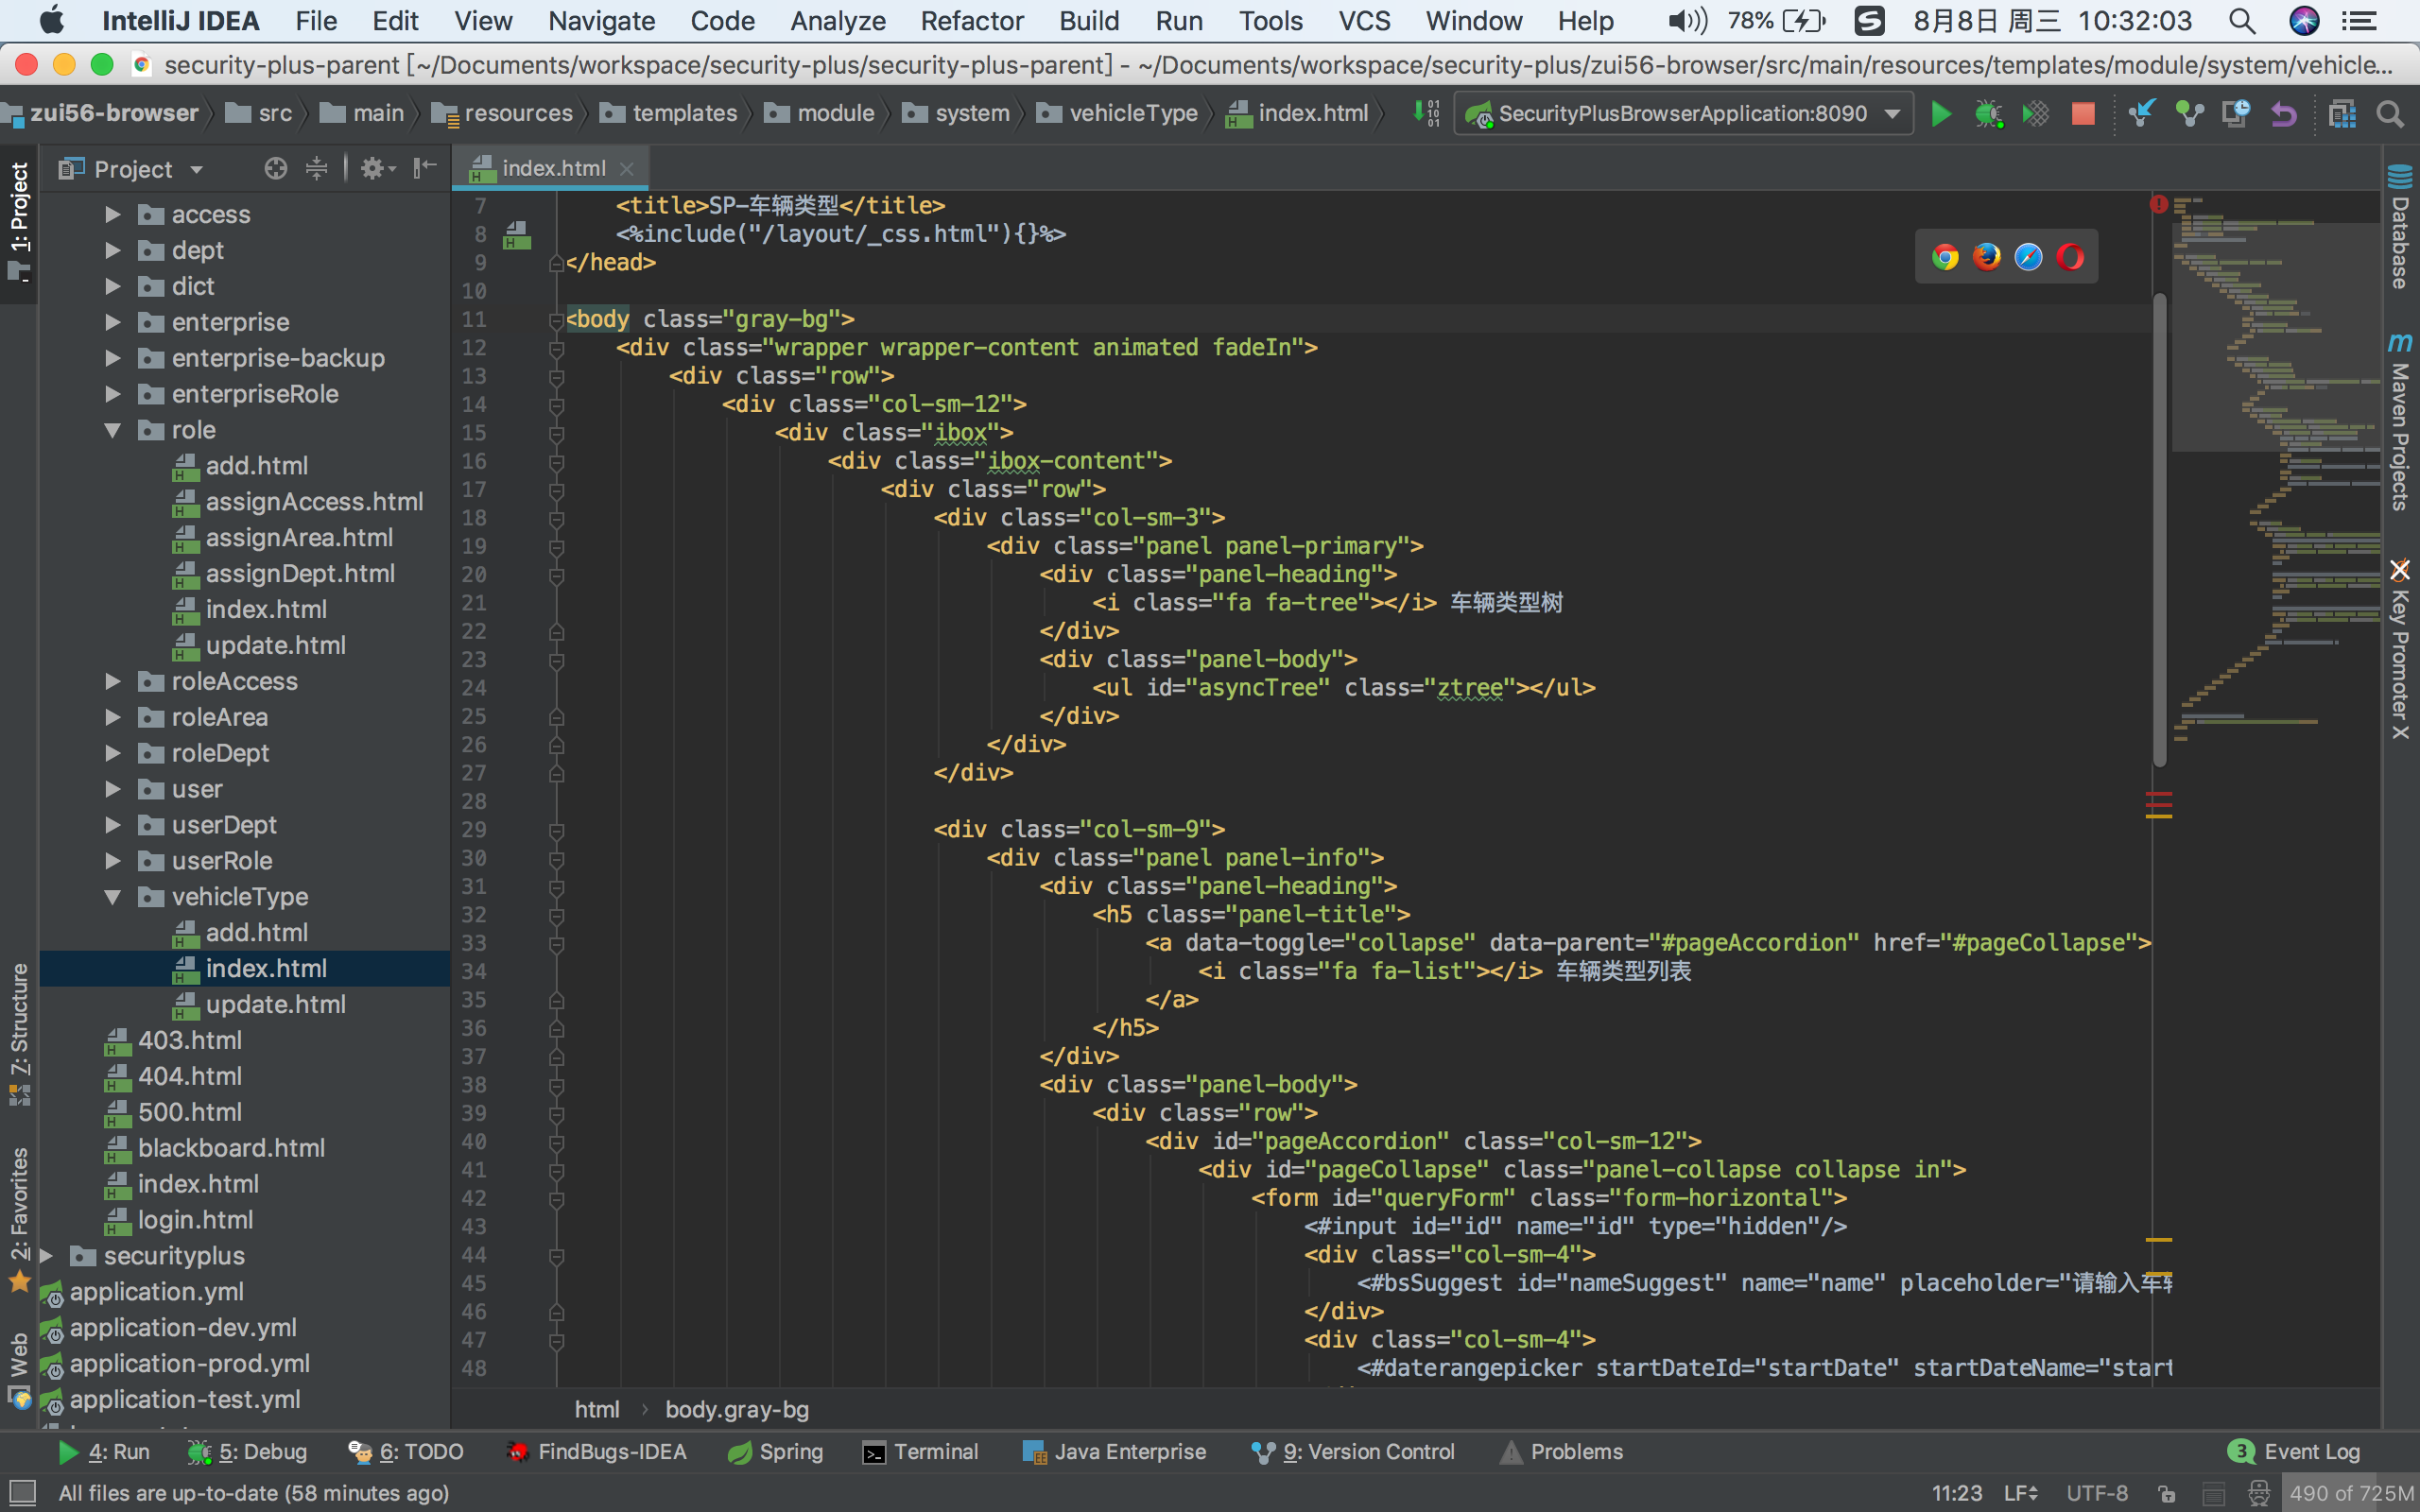 IntelliJ IDEA File Edit View Navigate Code Analyze Refactor Build Run Tools VCS Window Help 78% 8月8日 周三 10:32:03
security-plus-parent [~/Documents/workspace/security-plus/security-plus-parent] - ~/Documents/workspace/security-plus/zui56-browser/src/main/resources/templates/module/system/vehicle...
zui56-browser src main resources templates module system vehicleType index.html SecurityPlusBrowserApplication:8090
Project
index.html
1: Project
7: Structure
2: Favorites
Web
access
dept
dict
enterprise
enterprise-backup
enterpriseRole
role
add.html
assignAccess.html
assignArea.html
assignDept.html
index.html
update.html
roleAccess
roleArea
roleDept
user
userDept
userRole
vehicleType
add.html
index.html
update.html
403.html
404.html
500.html
blackboard.html
index.html
login.html
securityplus
application.yml
application-dev.yml
application-prod.yml
application-test.yml
7 <title>SP-车辆类型</title>
8 <%include("/layout/_css.html"){}%>
9 </head>
10
11 <body class="gray-bg">
12 <div class="wrapper wrapper-content animated fadeIn">
13 <div class="row">
14 <div class="col-sm-12">
15 <div class="ibox">
16 <div class="ibox-content">
17 <div class="row">
18 <div class="col-sm-3">
19 <div class="panel panel-primary">
20 <div class="panel-heading">
21 <i class="fa fa-tree"></i> 车辆类型树
22 </div>
23 <div class="panel-body">
24 <ul id="asyncTree" class="ztree"></ul>
25 </div>
26 </div>
27 </div>
28
29 <div class="col-sm-9">
30 <div class="panel panel-info">
31 <div class="panel-heading">
32 <h5 class="panel-title">
33 <a data-toggle="collapse" data-parent="#pageAccordion" href="#pageCollapse">
34 <i class="fa fa-list"></i> 车辆类型列表
35 </a>
36 </h5>
37 </div>
38 <div class="panel-body">
39 <div class="row">
40 <div id="pageAccordion" class="col-sm-12">
41 <div id="pageCollapse" class="panel-collapse collapse in">
42 <form id="queryForm" class="form-horizontal">
43 <#input id="id" name="id" type="hidden"/>
44 <div class="col-sm-4">
45 <#bsSuggest id="nameSuggest" name="name" placeholder="请输入车
46 </div>
47 <div class="col-sm-4">
48 <#daterangepicker startDateId="startDate" startDateName="start
Database
Maven Projects
Key Promoter X
html body.gray-bg
4: Run 5: Debug 6: TODO FindBugs-IDEA Spring Terminal Java Enterprise 9: Version Control Problems 3 Event Log
All files are up-to-date (58 minutes ago) 11:23 LF UTF-8 490 of 725M